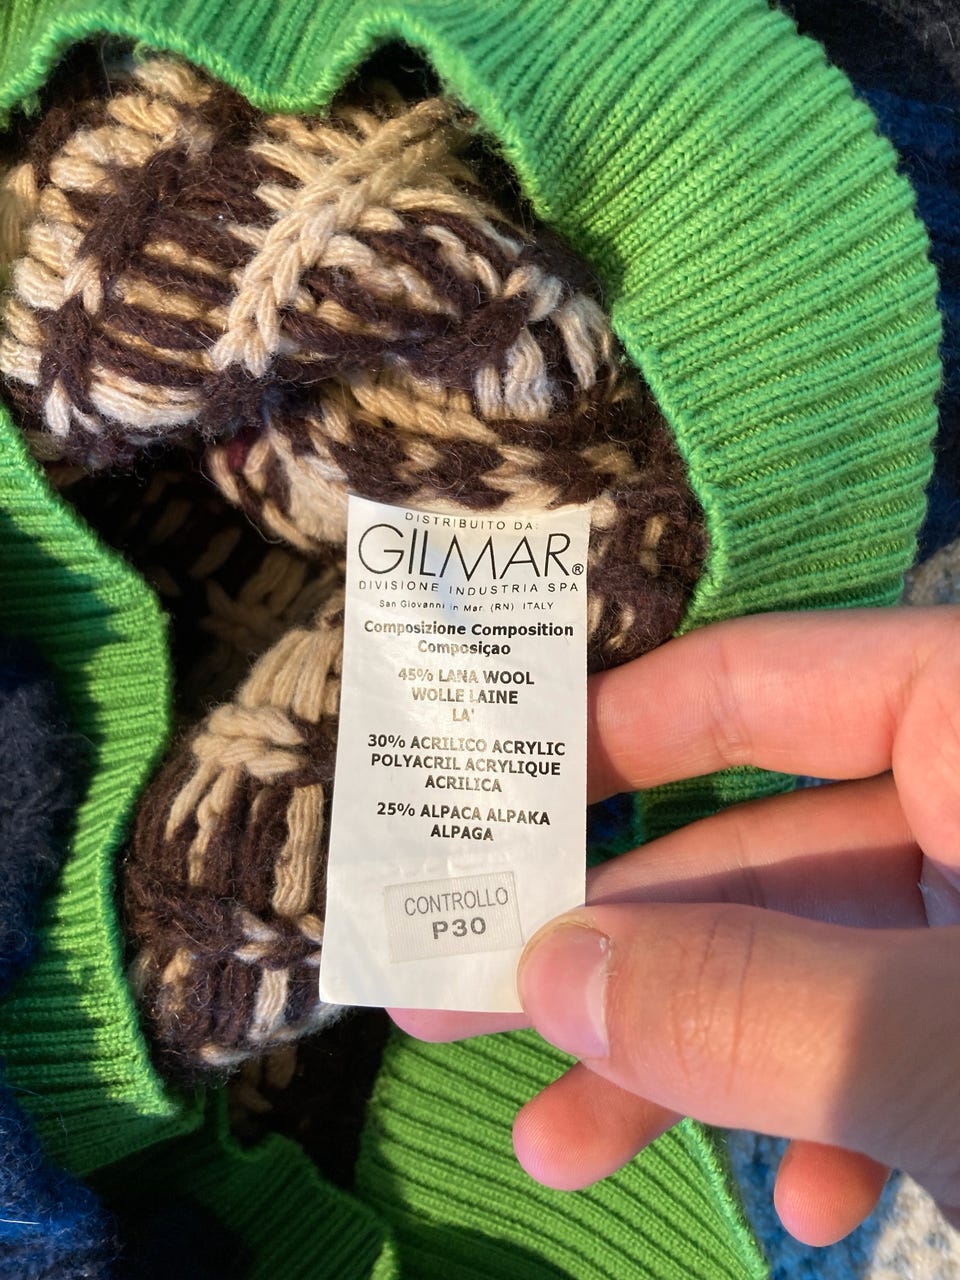 DISTRIBUITO DA:
GILMAR®
DIVISIONE INDUSTRIA SPA
San Giovanni in Mar. (RN) ITALY
Composizione Composition
Composiçao
45% LANA WOOL
WOLLE LAINE
LA'
30% ACRILICO ACRYLIC
POLYACRIL ACRYLIQUE
ACRILICA
25% ALPACA ALPAKA
ALPAGA
CONTROLLO
P30